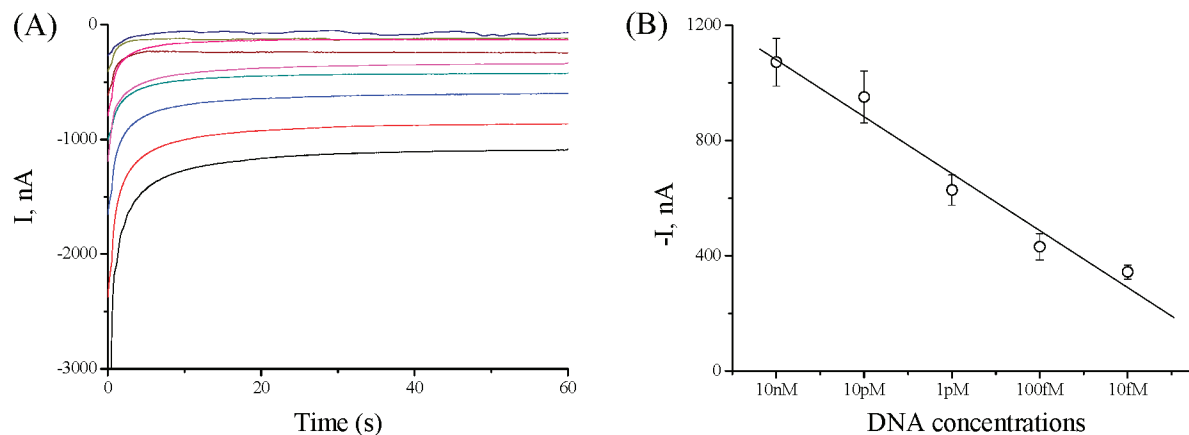 (A)
0
-1000
-2000
-3000
I, nA
0
20
40
60
Time (s)
(B)
1200
800
400
0
-I, nA
10nM
10pM
1pM
100fM
10fM
DNA concentrations